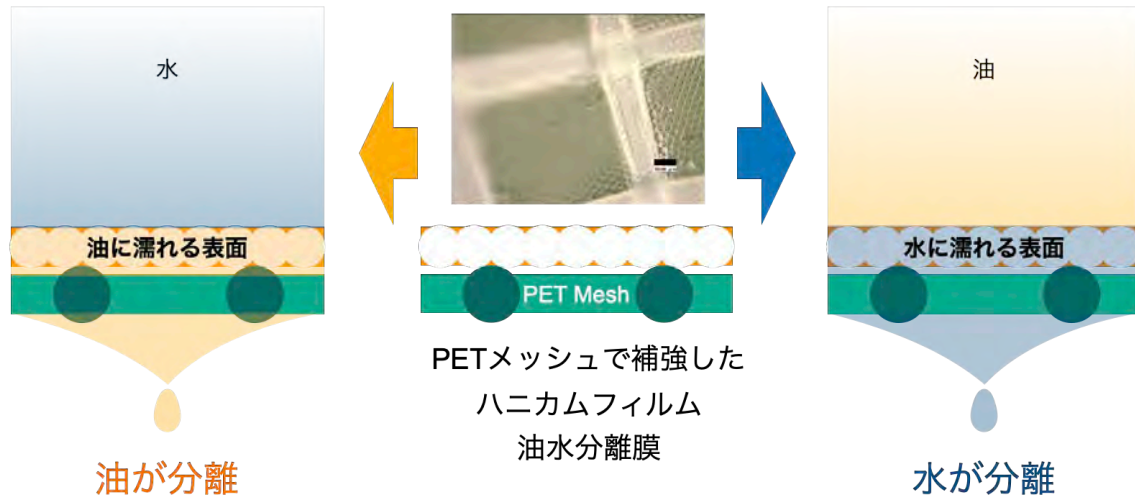 水
油に濡れる表面
油が分離
PET Mesh
PETメッシュで補強した
ハニカムフィルム
油水分離膜
油
水に濡れる表面
水が分離